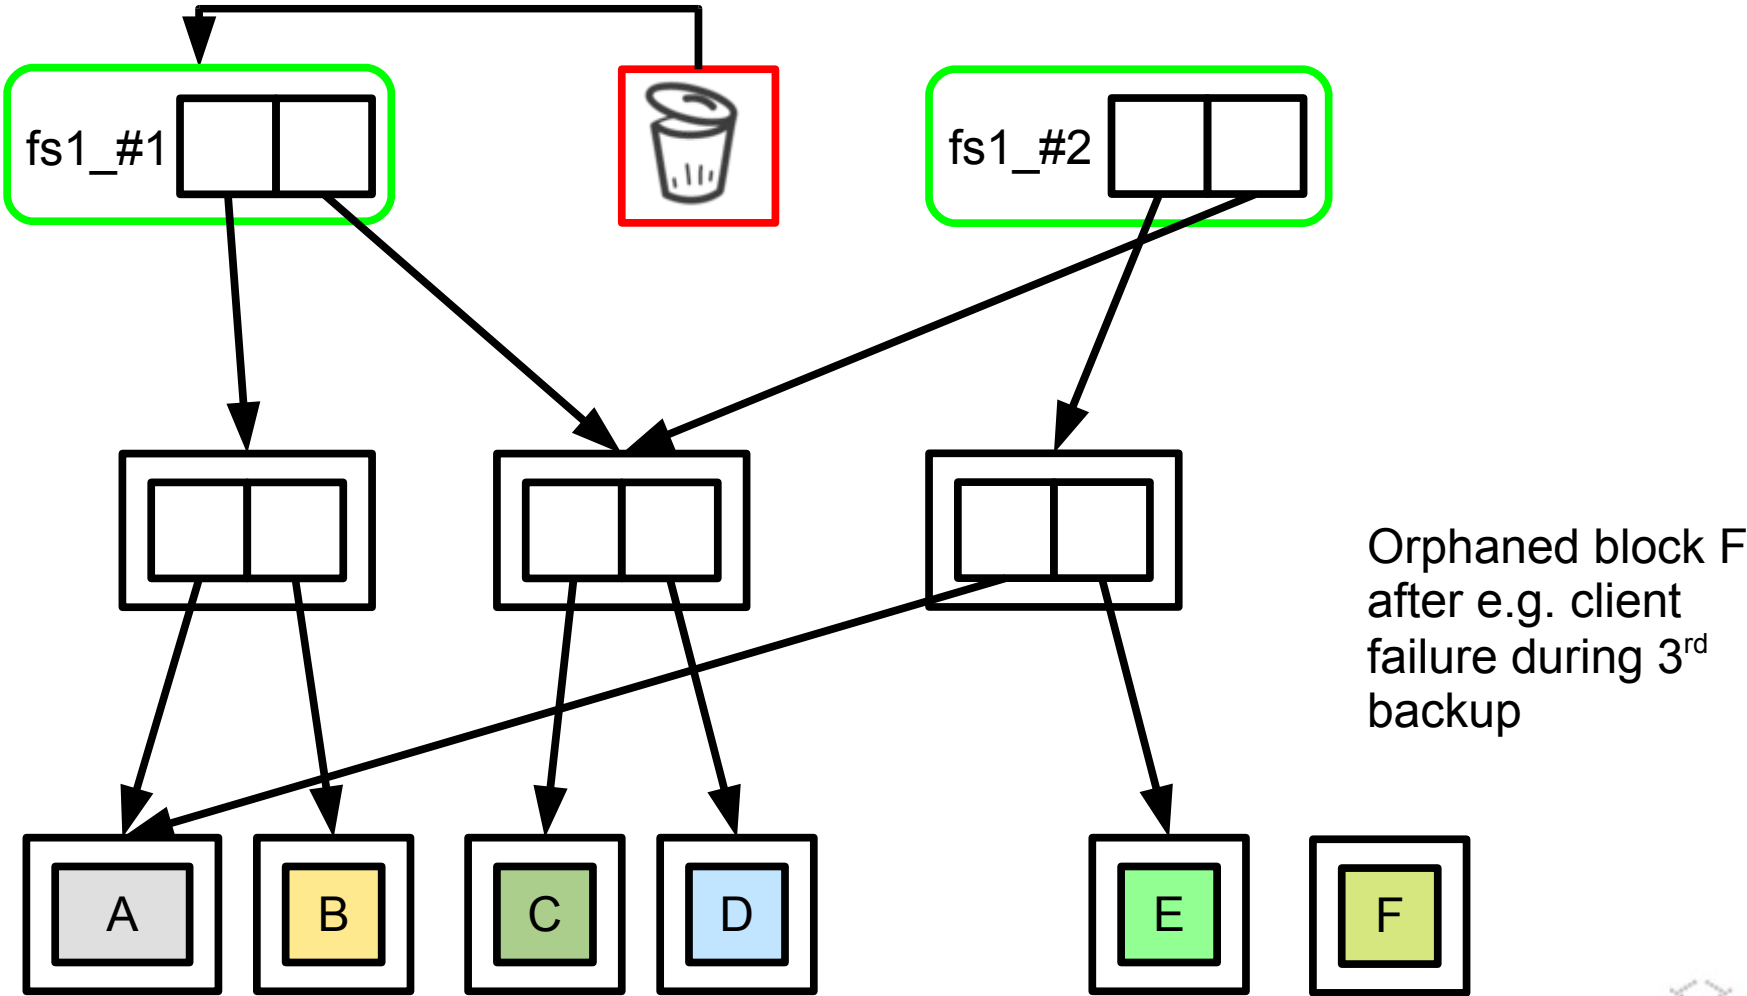 fs1_#1
fs1_#2
Orphaned block F
after e.g. client
failure during 3rd
backup
A
B
C
D
E
F